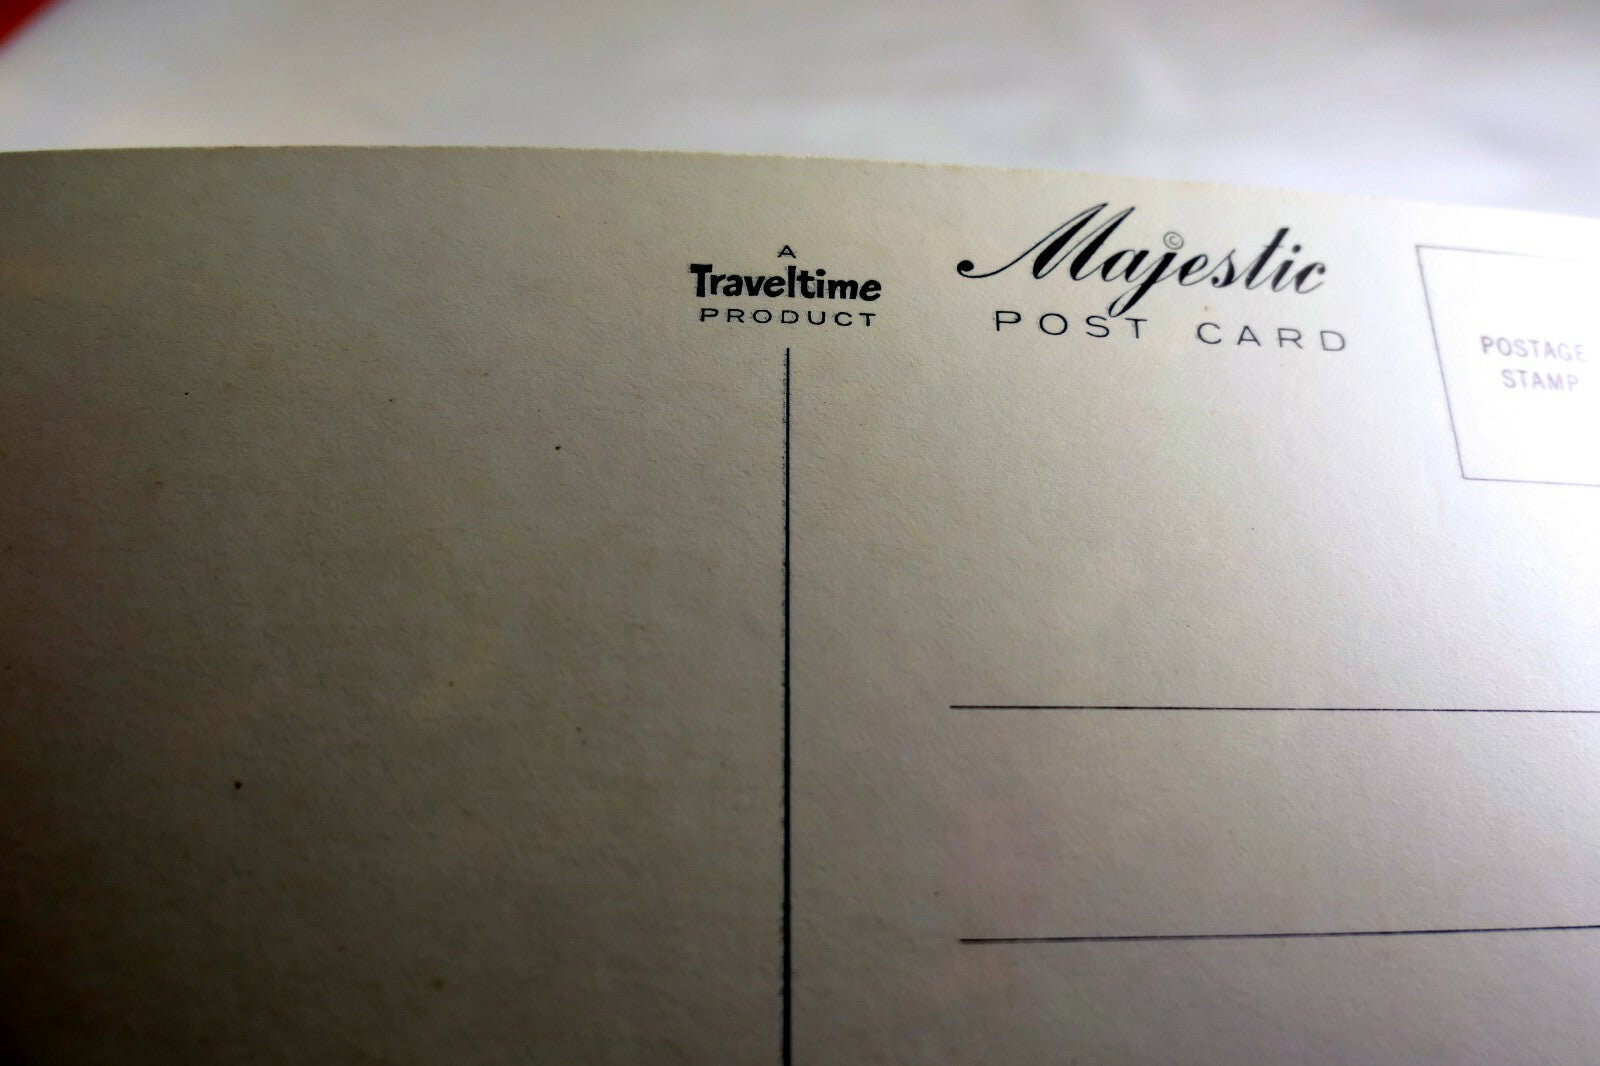 A
Traveltime
PRODUCT
Majestic
©
POST CARD
POSTAGE
STAMP